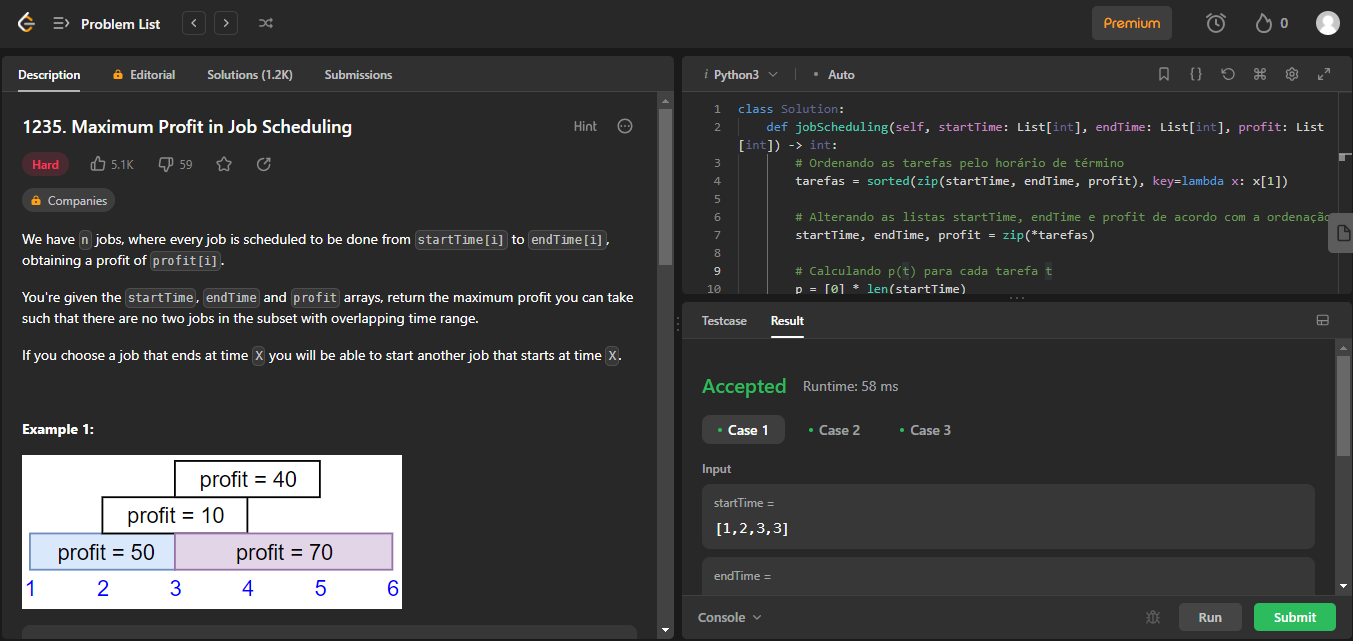 Problem List
Premium
0
Description
Editorial
Solutions (1.2K)
Submissions
1235. Maximum Profit in Job Scheduling
Hint
Hard
5.1K
59
Companies
We have n jobs, where every job is scheduled to be done from startTime[i] to endTime[i],
obtaining a profit of profit[i].
You're given the startTime, endTime and profit arrays, return the maximum profit you can take
such that there are no two jobs in the subset with overlapping time range.
If you choose a job that ends at time X you will be able to start another job that starts at time X.
Example 1:
profit = 40
profit = 10
profit = 50 profit = 70
1 2 3 4 5 6
i Python3
Auto
1 class Solution:
2 def jobScheduling(self, startTime: List[int], endTime: List[int], profit: List
[int]) -> int:
3 # Ordenando as tarefas pelo horário de término
4 tarefas = sorted(zip(startTime, endTime, profit), key=lambda x: x[1])
5
6 # Alterando as listas startTime, endTime e profit de acordo com a ordenação
7 startTime, endTime, profit = zip(*tarefas)
8
9 # Calculando p(t) para cada tarefa t
10 p = [0] * len(startTime)
Testcase
Result
Accepted
Runtime: 58 ms
Case 1
Case 2
Case 3
Input
startTime =
[1,2,3,3]
endTime =
Console
Run
Submit